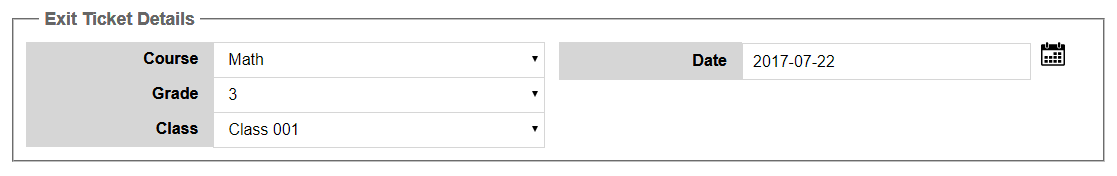 Exit Ticket Details
Course Math
Grade 3
Class Class 001
Date 2017-07-22